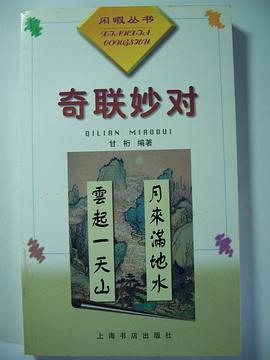 闲暇丛书
XIANXIA
CONGSHU
奇联妙对
QILIAN MIAODUI
甘桁 编著
月來滿地水
雲起一天山
上海书店出版社